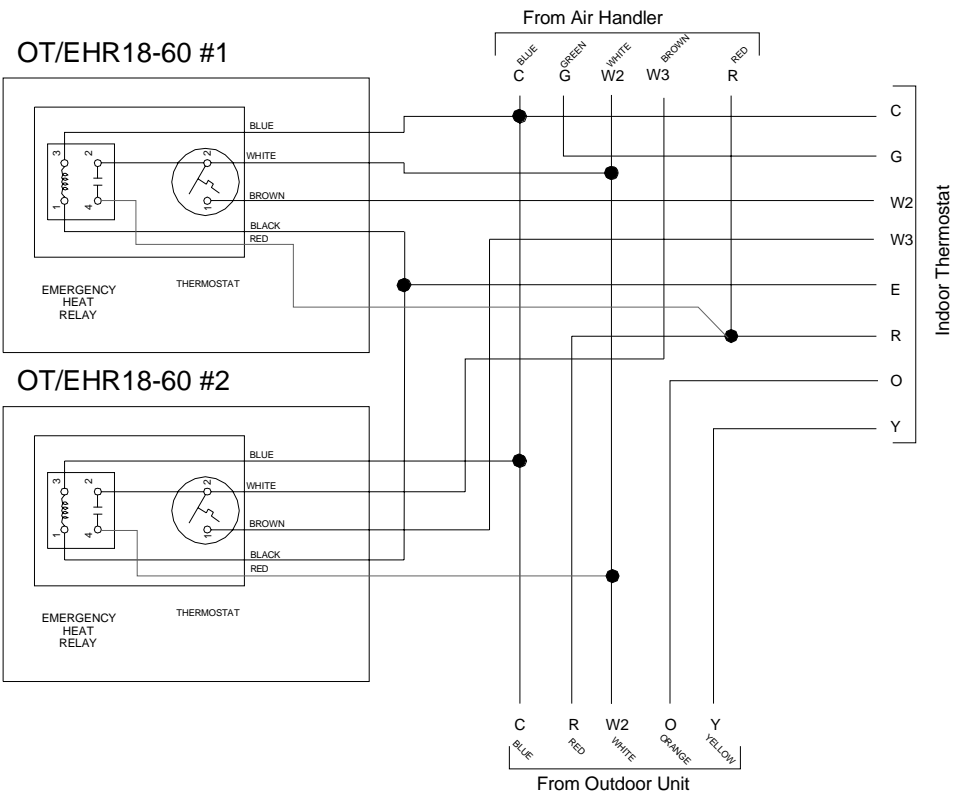 From Air Handler
BLUE
GREEN
WHITE
BROWN
RED
C
G
W2
W3
R
OT/EHR18-60 #1
BLUE
WHITE
BROWN
BLACK
RED
3
2
1
4
2
1
EMERGENCY
HEAT
RELAY
THERMOSTAT
C
G
W2
W3
E
R
O
Y
Indoor Thermostat
OT/EHR18-60 #2
BLUE
WHITE
BROWN
BLACK
RED
3
2
1
4
2
1
EMERGENCY
HEAT
RELAY
THERMOSTAT
C
R
W2
O
Y
BLUE
RED
WHITE
ORANGE
YELLOW
From Outdoor Unit